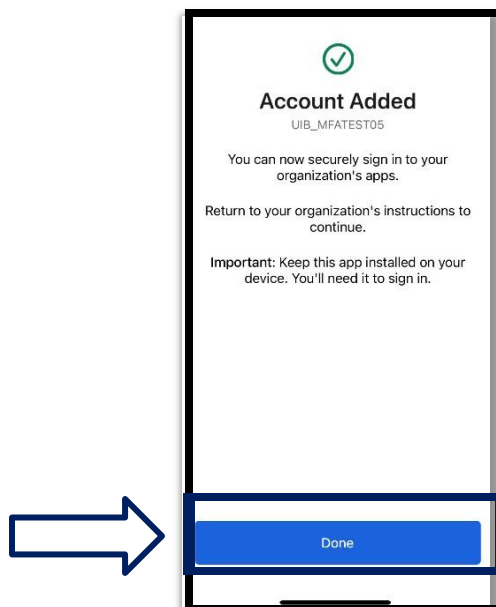 Account Added
UIB_MFATEST05
You can now securely sign in to your
organization's apps.
Return to your organization's instructions to
continue.
Important: Keep this app installed on your
device. You'll need it to sign in.
Done